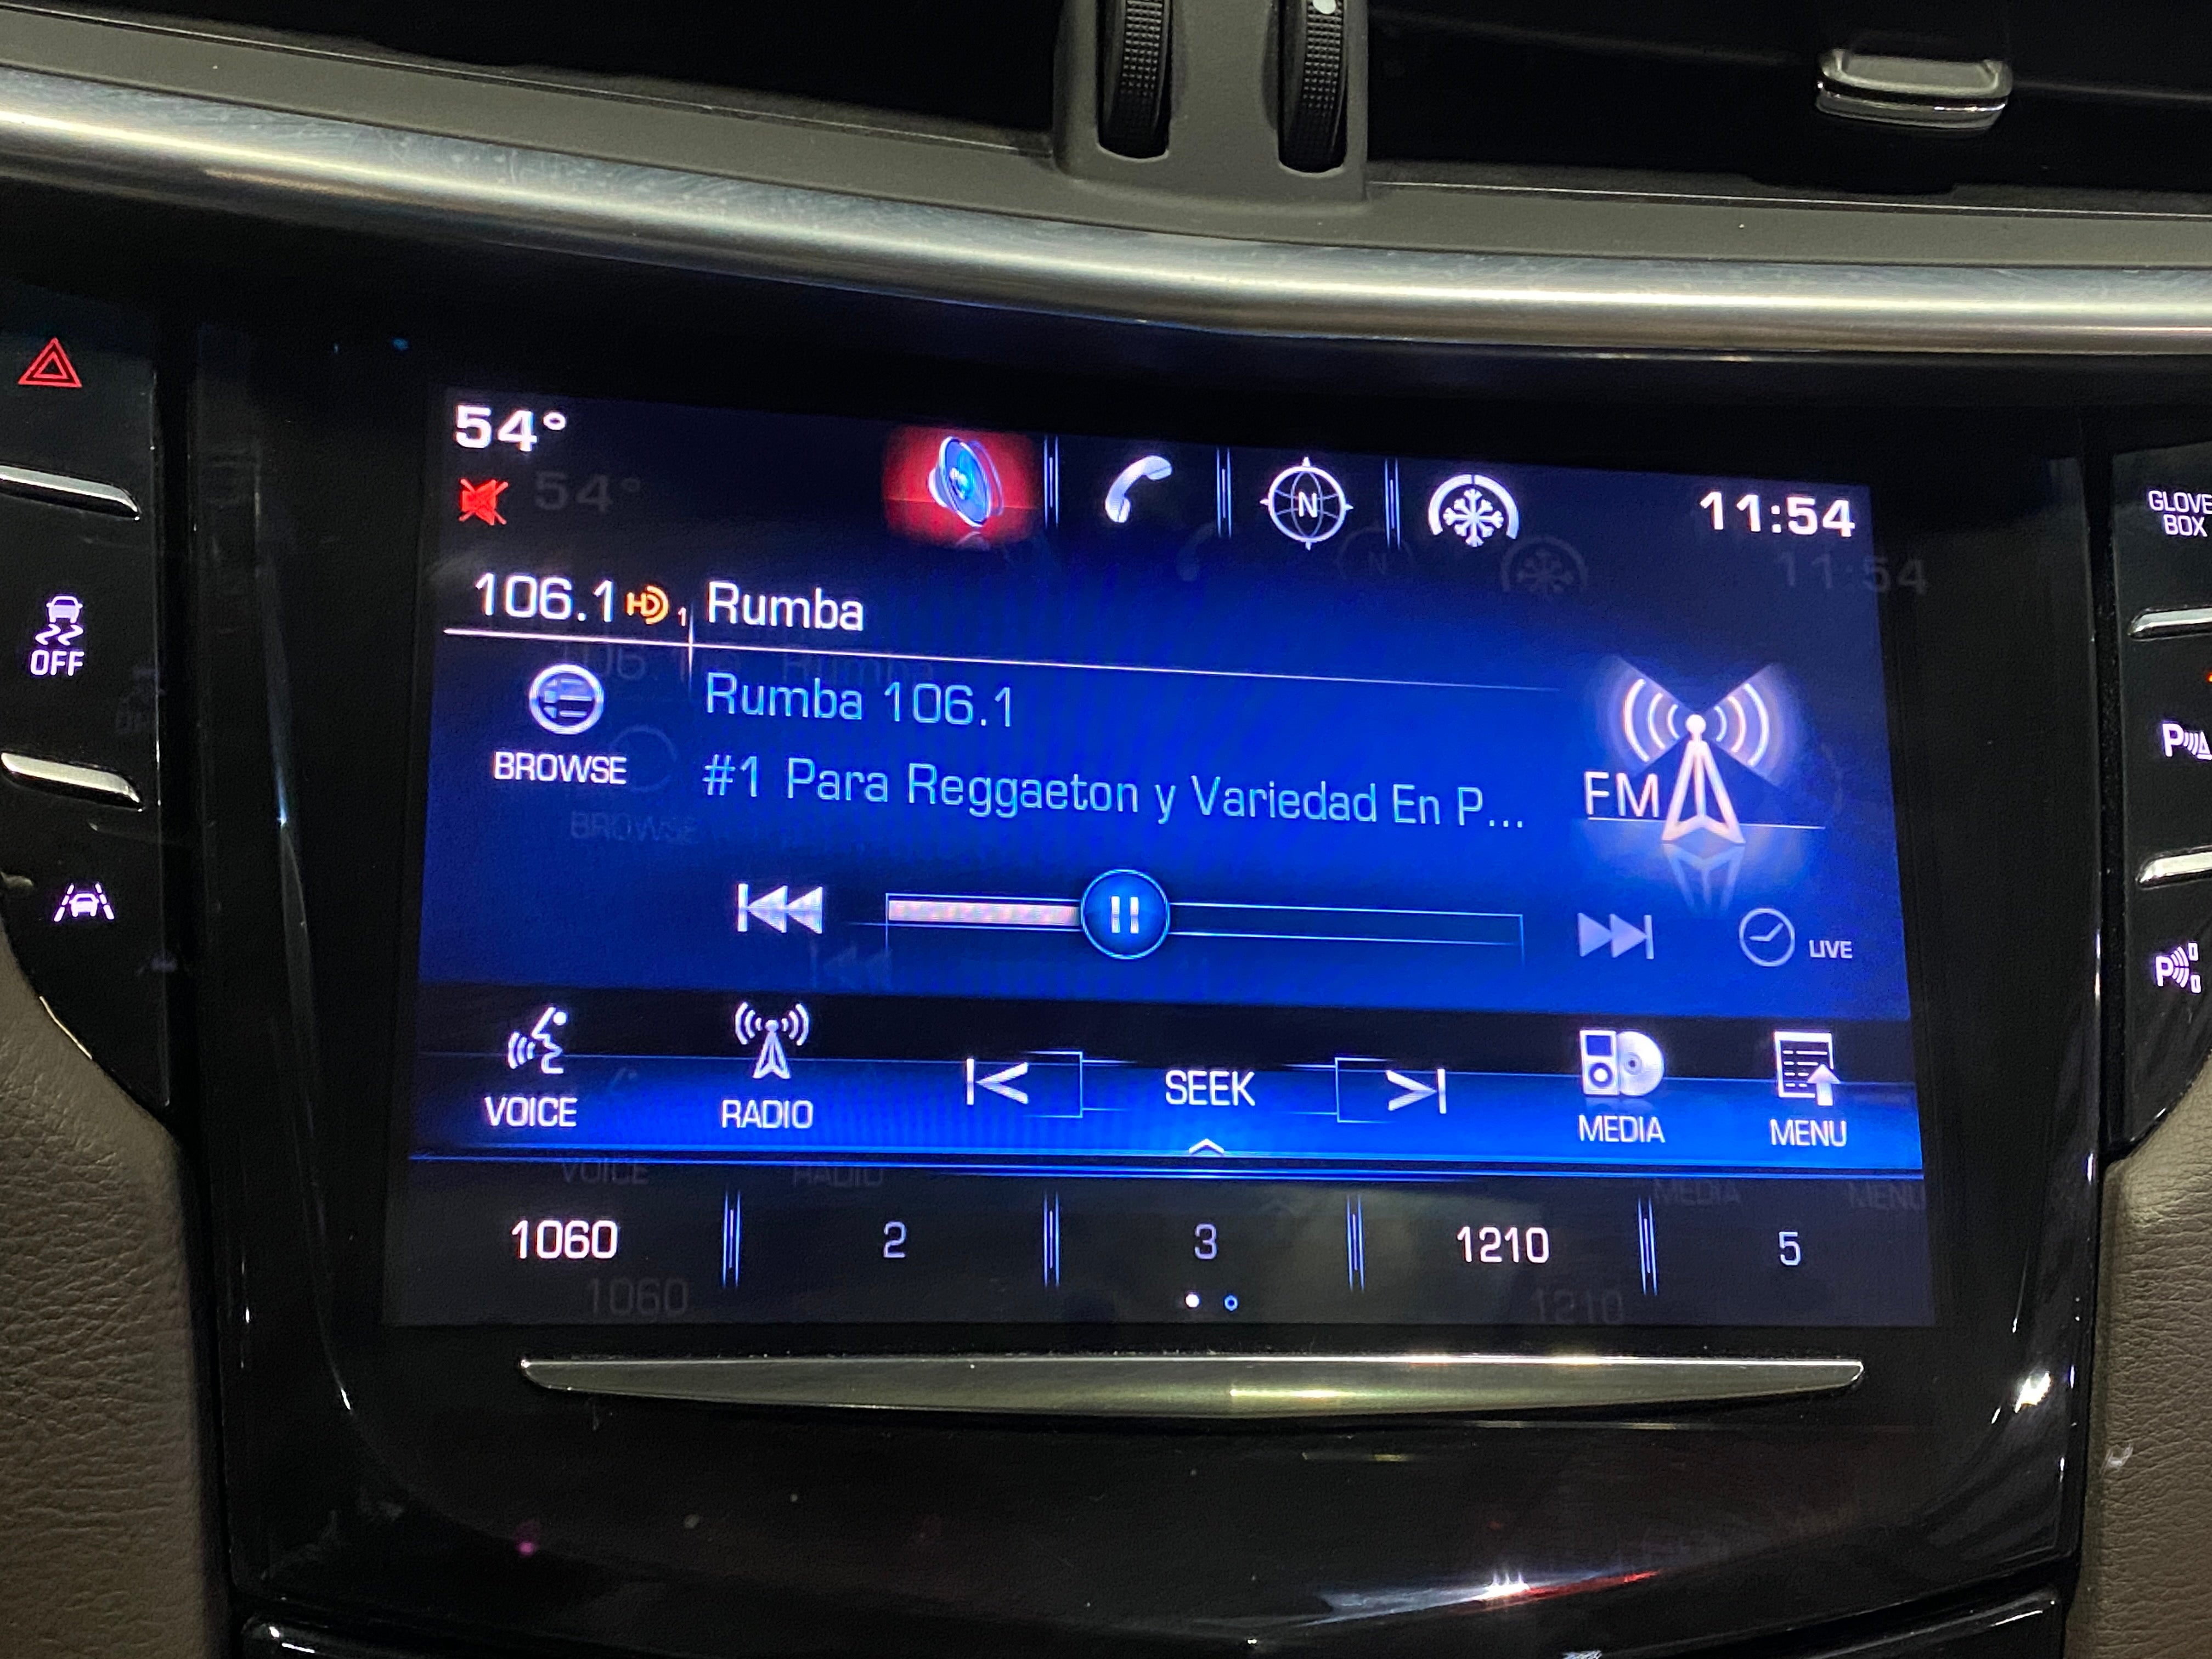 54°
11:54
106.1 HD 1 Rumba
Rumba 106.1
#1 Para Reggaeton y Variedad En P...
BROWSE
FM
LIVE
VOICE
RADIO
SEEK
MEDIA
MENU
1060 2 3 1210 5
OFF
GLOVE
BOX
P
P
N